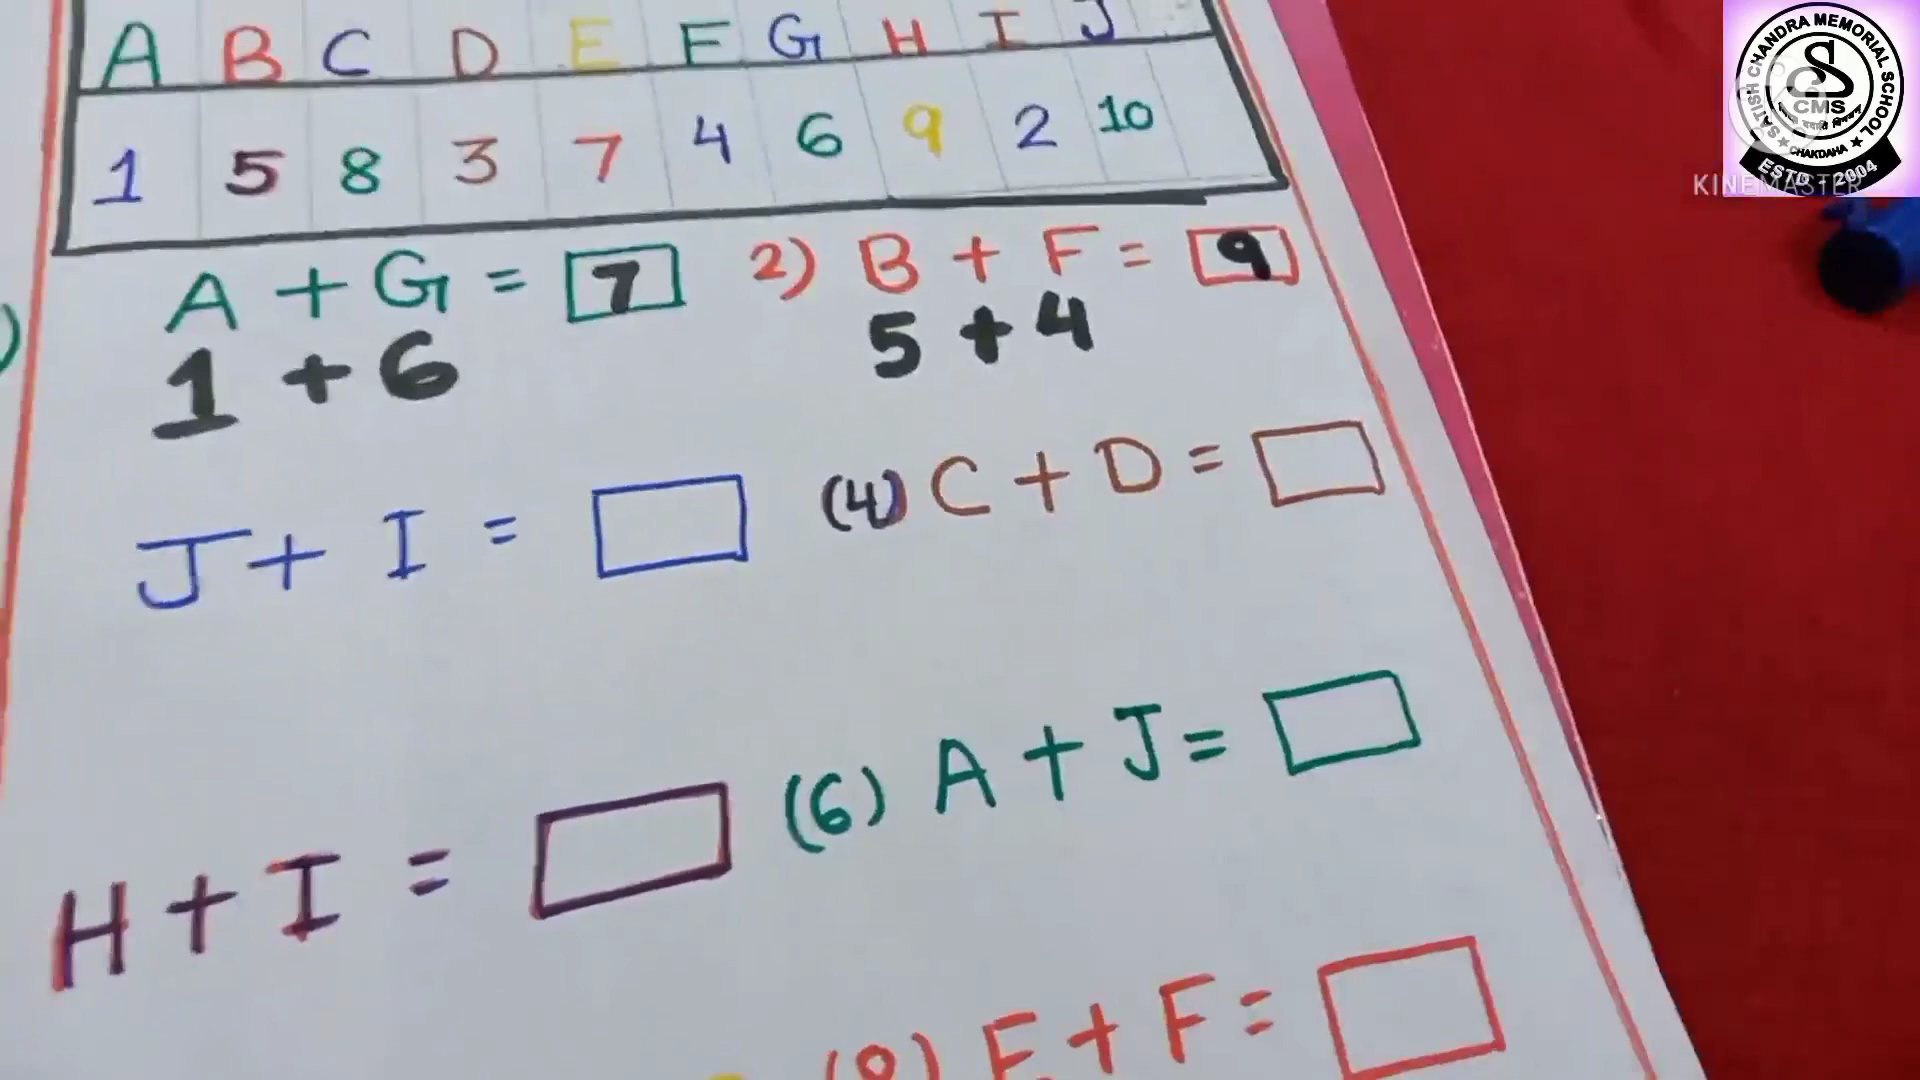 A B C D E F G H I J
1 5 8 3 7 4 6 9 2 10
) A + G = 7 2) B + F = 9
1 + 6 5 + 4
J + I = (4) C + D =
H + I = (6) A + J =
(8) E + F =
SATISH CHANDRA MEMORIAL SCHOOL
S
CMS
★ CHAKDAHA ★
ESTD - 2004
KINEMASTER